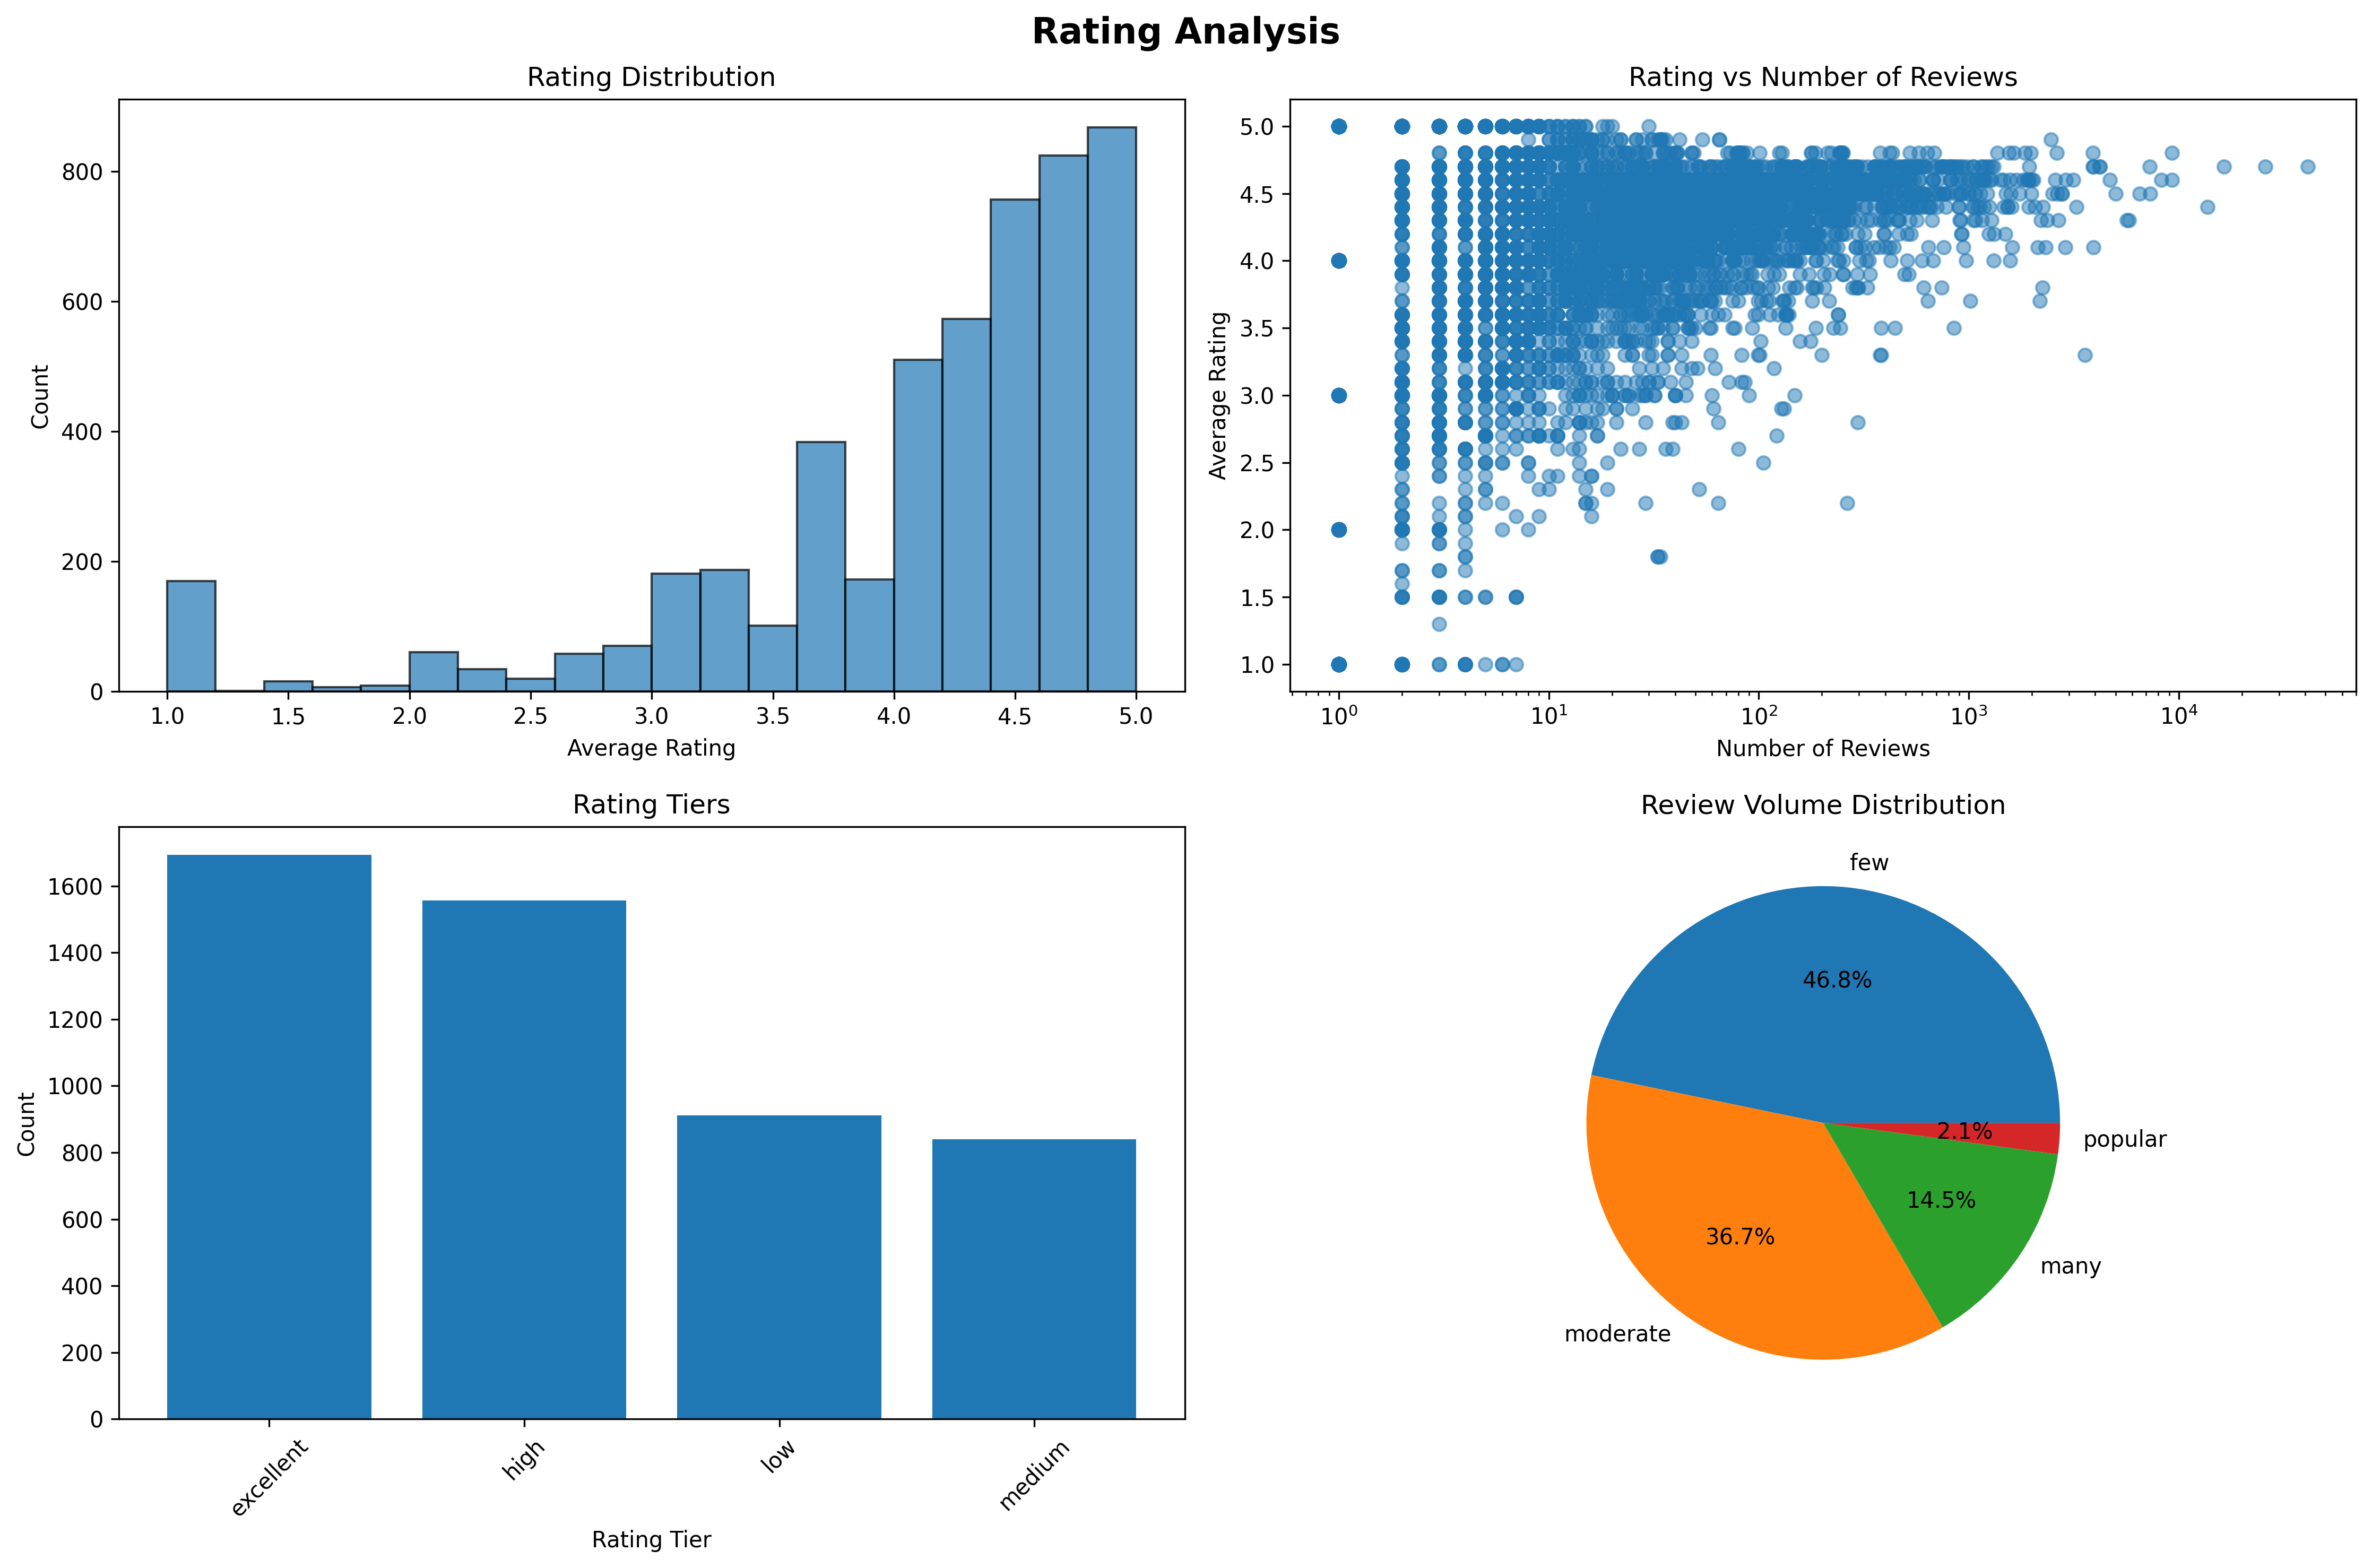 Rating Analysis
Rating Distribution
Count
800
600
400
200
0
1.0 1.5 2.0 2.5 3.0 3.5 4.0 4.5 5.0
Average Rating
Rating vs Number of Reviews
Average Rating
5.0
4.5
4.0
3.5
3.0
2.5
2.0
1.5
1.0
10⁰ 10¹ 10² 10³ 10⁴
Number of Reviews
Rating Tiers
Count
1600
1400
1200
1000
800
600
400
200
0
excellent high low medium
Rating Tier
Review Volume Distribution
few
46.8%
2.1%
popular
14.5%
36.7%
many
moderate